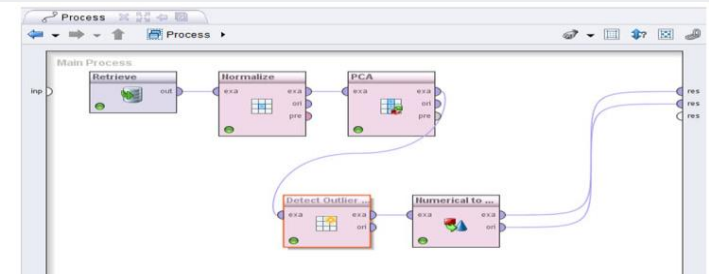 Process
Process
Main Process
Retrieve
Normalize
PCA
inp
out
exa
exa
ori
pre
exa
exa
ori
pre
res
res
res
Detect Outlier ...
Numerical to ...
exa
exa
ori
exa
exa
ori